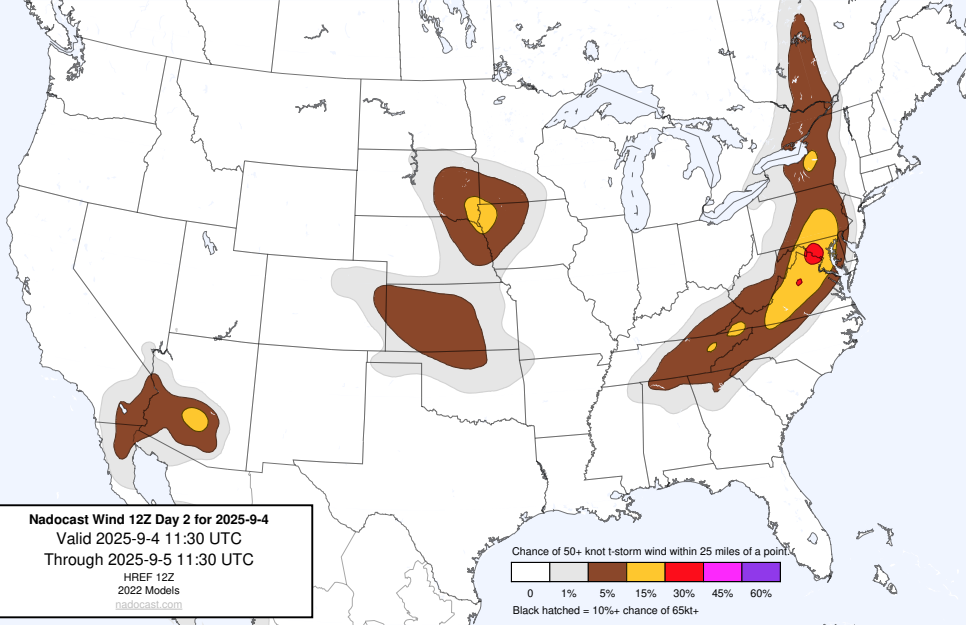 Nadocast Wind 12Z Day 2 for 2025-9-4
Valid 2025-9-4 11:30 UTC
Through 2025-9-5 11:30 UTC
HREF 12Z
2022 Models
nadocast.com
Chance of 50+ knot t-storm wind within 25 miles of a point.
0 1% 5% 15% 30% 45% 60%
Black hatched = 10%+ chance of 65kt+